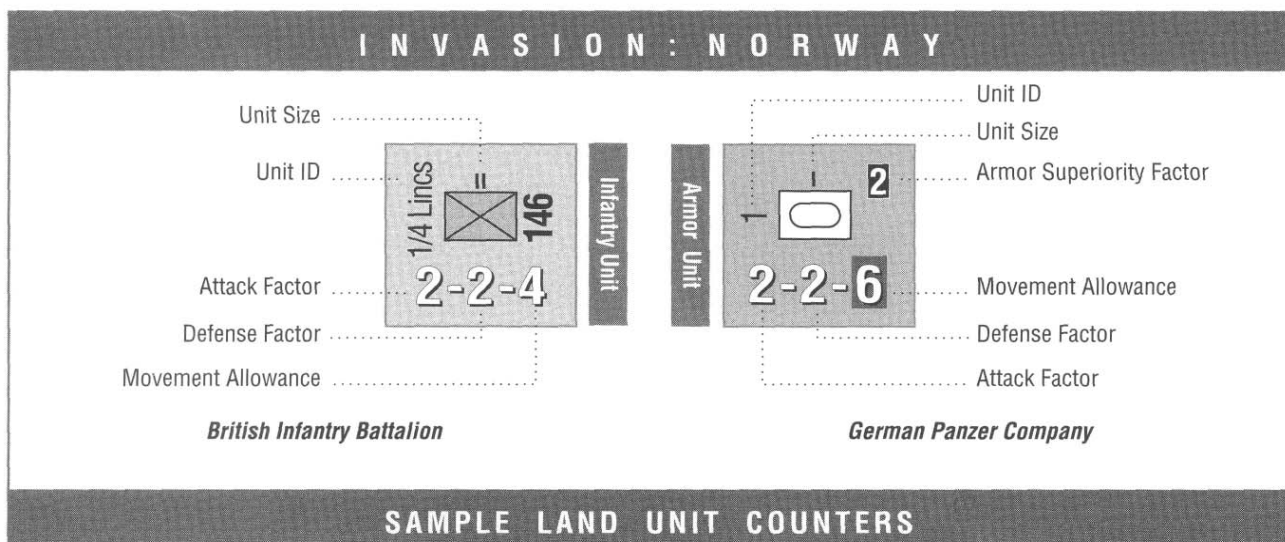 INVASION: NORWAY
Unit Size
Unit ID
Attack Factor
Defense Factor
Movement Allowance
1/4 Lincs
=
146
2-2-4
Infantry Unit
British Infantry Battalion
Armor Unit
1
-
2
2-2-6
Unit ID
Unit Size
Armor Superiority Factor
Movement Allowance
Defense Factor
Attack Factor
German Panzer Company
SAMPLE LAND UNIT COUNTERS